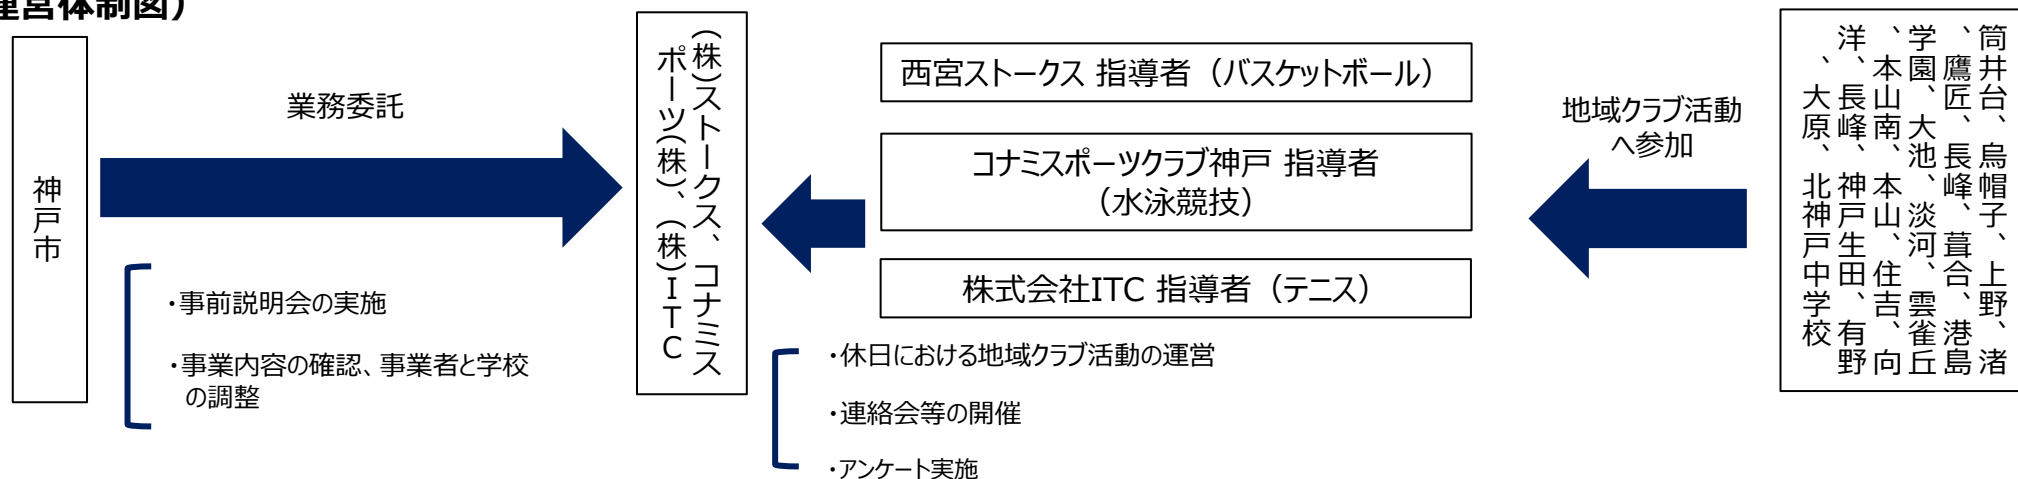 運営体制図）
神戸市
業務委託
・事前説明会の実施
・事業内容の確認、事業者と学校
の調整
（株）ストークス、コナミス
ポーツ（株）、（株）ITC
西宮ストークス 指導者（バスケットボール）
コナミスポーツクラブ神戸 指導者
（水泳競技）
株式会社ITC 指導者（テニス）
・休日における地域クラブ活動の運営
・連絡会等の開催
・アンケート実施
地域クラブ活動
へ参加
筒井台、烏帽子、上野、渚
、鷹匠、長峰、葺合、港島
学園、大池、淡河、雲雀丘
、本山南、本山、住吉、向
洋、長峰、神戸生田、有野
、大原、北神戸中学校